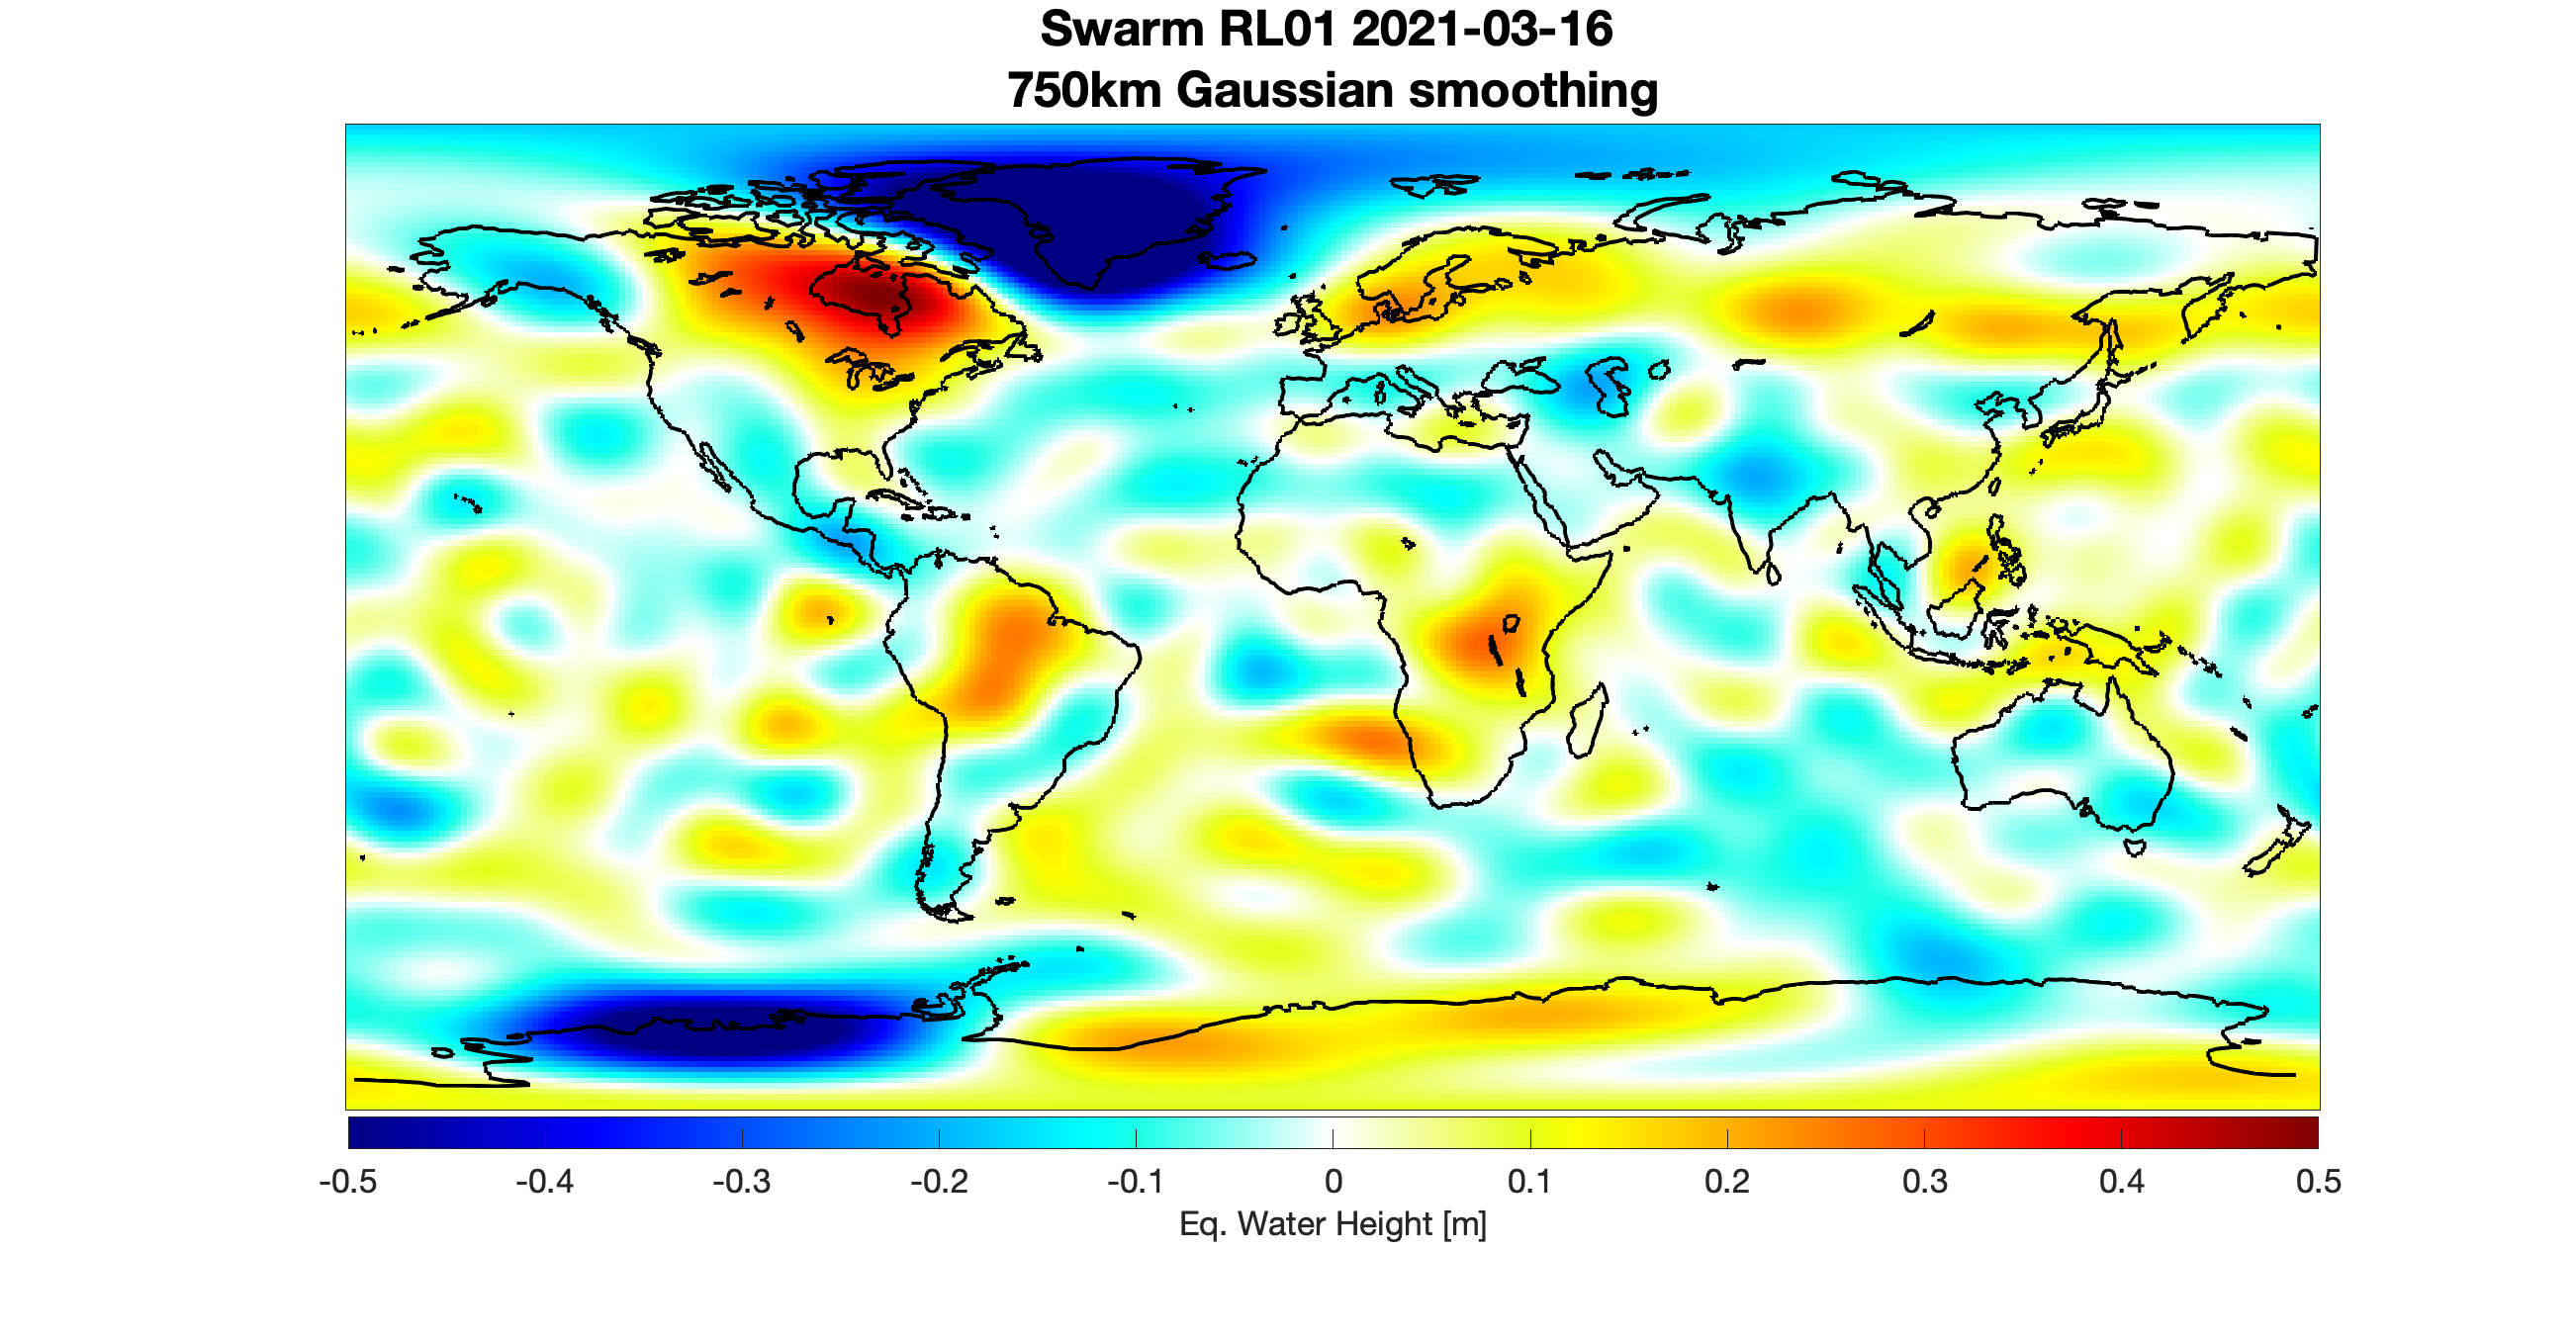 Swarm RL01 2021-03-16
750km Gaussian smoothing
-0.5 -0.4 -0.3 -0.2 -0.1 0 0.1 0.2 0.3 0.4 0.5
Eq. Water Height [m]